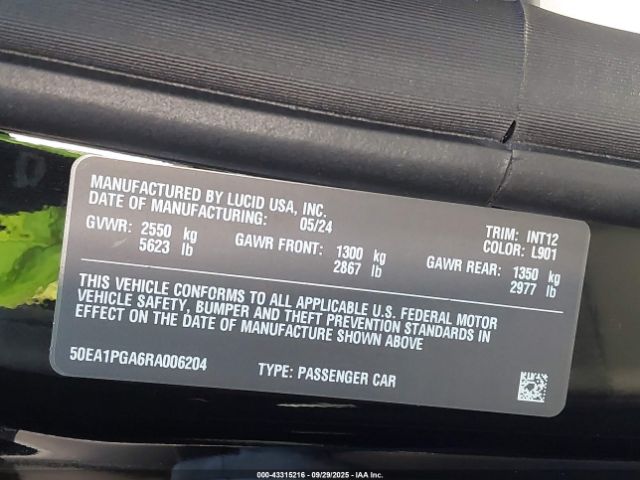 MANUFACTURED BY LUCID USA, INC.
DATE OF MANUFACTURING: 05/24
TRIM: INT12
COLOR: L901
GVWR: 2550 kg GAWR FRONT: 1300 kg GAWR REAR: 1350 kg
5623 lb 2867 lb 2977 lb
THIS VEHICLE CONFORMS TO ALL APPLICABLE U.S. FEDERAL MOTOR
VEHICLE SAFETY, BUMPER AND THEFT PREVENTION STANDARDS IN
EFFECT ON THE DATE OF MANUFACTURE SHOWN ABOVE
50EA1PGA6RA006204 TYPE: PASSENGER CAR
000-43315216 - 09/29/2025 - IAA Inc.